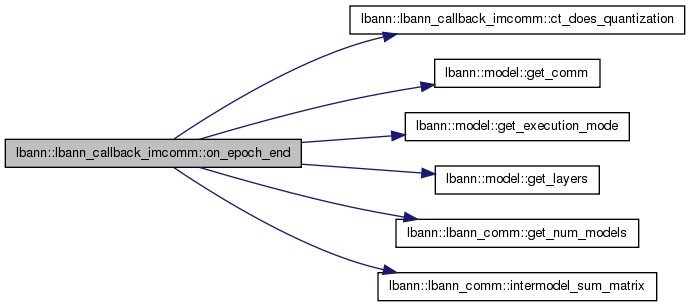 lbann::lbann_callback_imcomm::ct_does_quantization
lbann::model::get_comm
lbann::model::get_execution_mode
lbann::lbann_callback_imcomm::on_epoch_end
lbann::model::get_layers
lbann::lbann_comm::get_num_models
lbann::lbann_comm::intermodel_sum_matrix